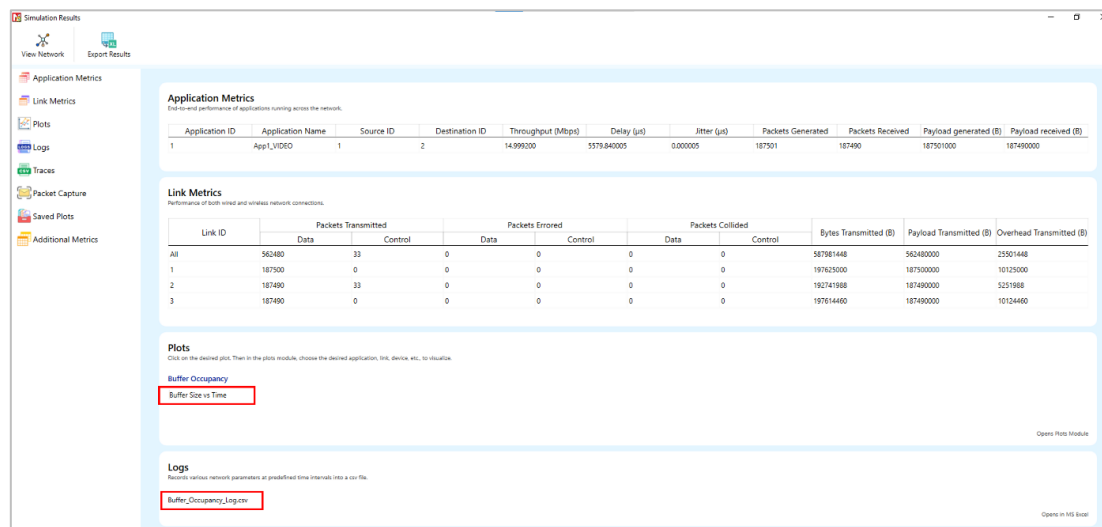 Simulation Results
View Network Export Results
Application Metrics
Link Metrics
Plots
Logs
Traces
Packet Capture
Saved Plots
Additional Metrics
Application Metrics
End-to-end performance of applications running across the network.
Application ID Application Name Source ID Destination ID Throughput (Mbps) Delay (µs) Jitter (µs) Packets Generated Packets Received Payload generated (B) Payload received (B)
1 App1_VIDEO 1 2 14.999200 5579.840005 0.000005 187501 187490 187501000 187490000
Link Metrics
Performance of both wired and wireless network connections.
Link ID Packets Transmitted Packets Errored Packets Collided Bytes Transmitted (B) Payload Transmitted (B) Overhead Transmitted (B)
Data Control Data Control Data Control
All 562480 33 0 0 0 0 587981448 562480000 25501448
1 187500 0 0 0 0 0 197625000 187500000 10125000
2 187490 33 0 0 0 0 192741988 187490000 5251988
3 187490 0 0 0 0 0 197614460 187490000 10124460
Plots
Click on the desired plot. Then in the plots module, choose the desired application, link, device, etc., to visualize.
Buffer Occupancy
Buffer Size vs Time
Opens Plots Module
Logs
Records various network parameters at predefined time intervals into a csv file.
Buffer_Occupancy_Log.csv
Opens in MS Excel